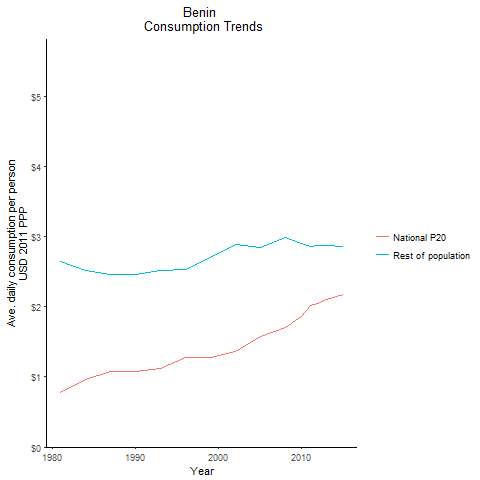 Benin
Consumption Trends
Ave. daily consumption per person
USD 2011 PPP
$5
$4
$3
$2
$1
$0
1980 1990 2000 2010
Year
National P20
Rest of population